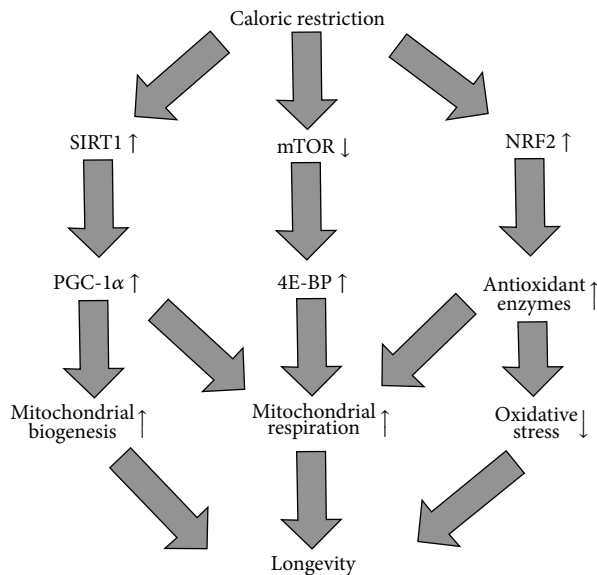 Caloric restriction
SIRT1 ↑
mTOR ↓
NRF2 ↑
PGC-1α ↑
4E-BP ↑
Antioxidant
enzymes ↑
Mitochondrial
biogenesis ↑
Mitochondrial
respiration ↑
Oxidative
stress ↓
Longevity